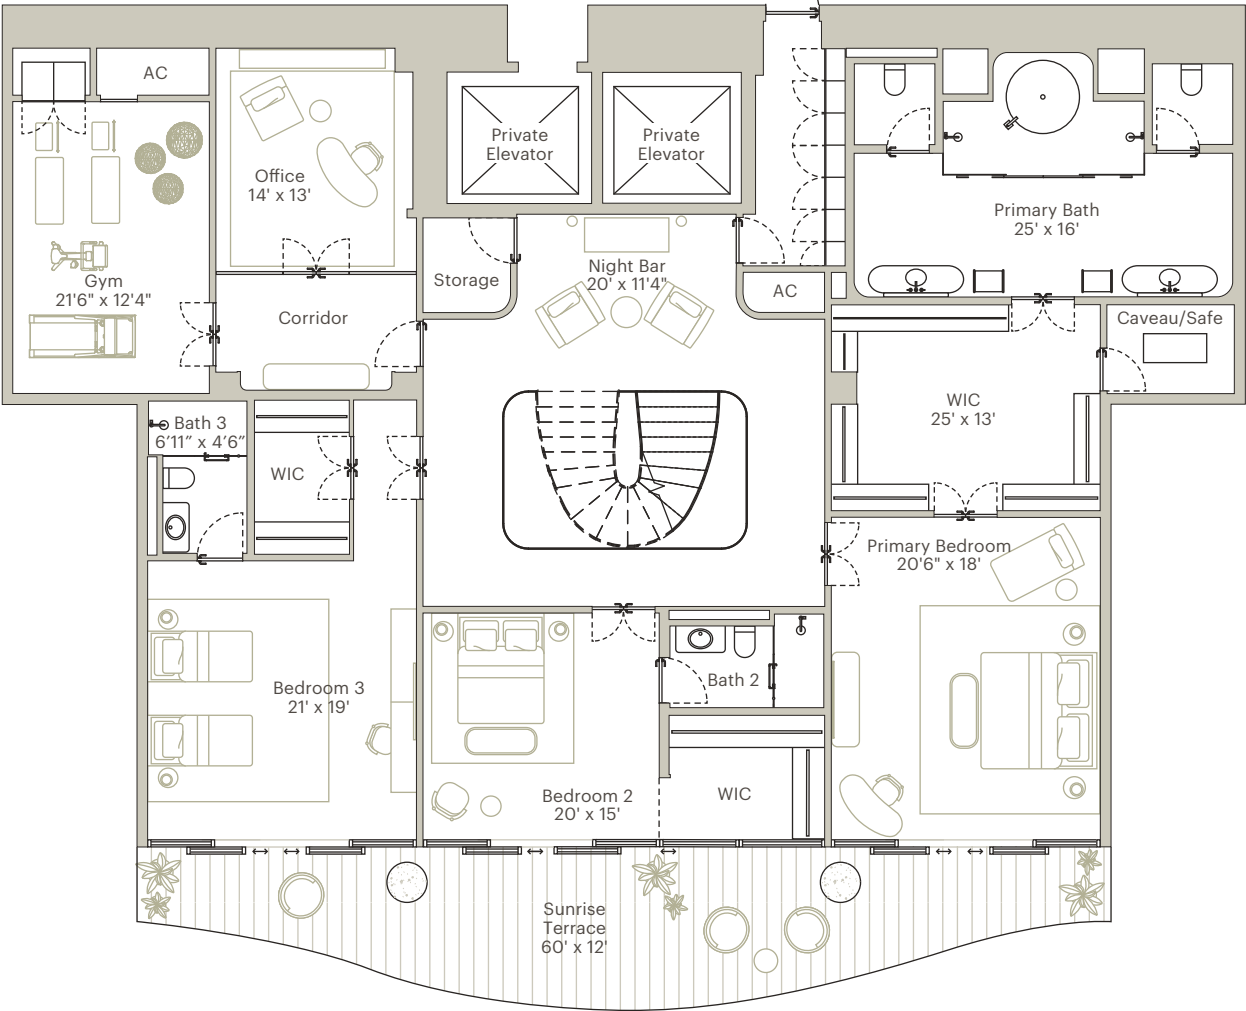 AC
Private
Elevator
Private
Elevator
Office
14' x 13'
Primary Bath
25' x 16'
Gym
21'6" x 12'4"
Storage
Night Bar
20' x 11'4"
AC
Corridor
Caveau/Safe
WIC
25' x 13'
Bath 3
6'11" x 4'6"
WIC
Primary Bedroom
20'6" x 18'
Bedroom 3
21' x 19'
Bath 2
Bedroom 2
20' x 15'
WIC
Sunrise
Terrace
60' x 12'